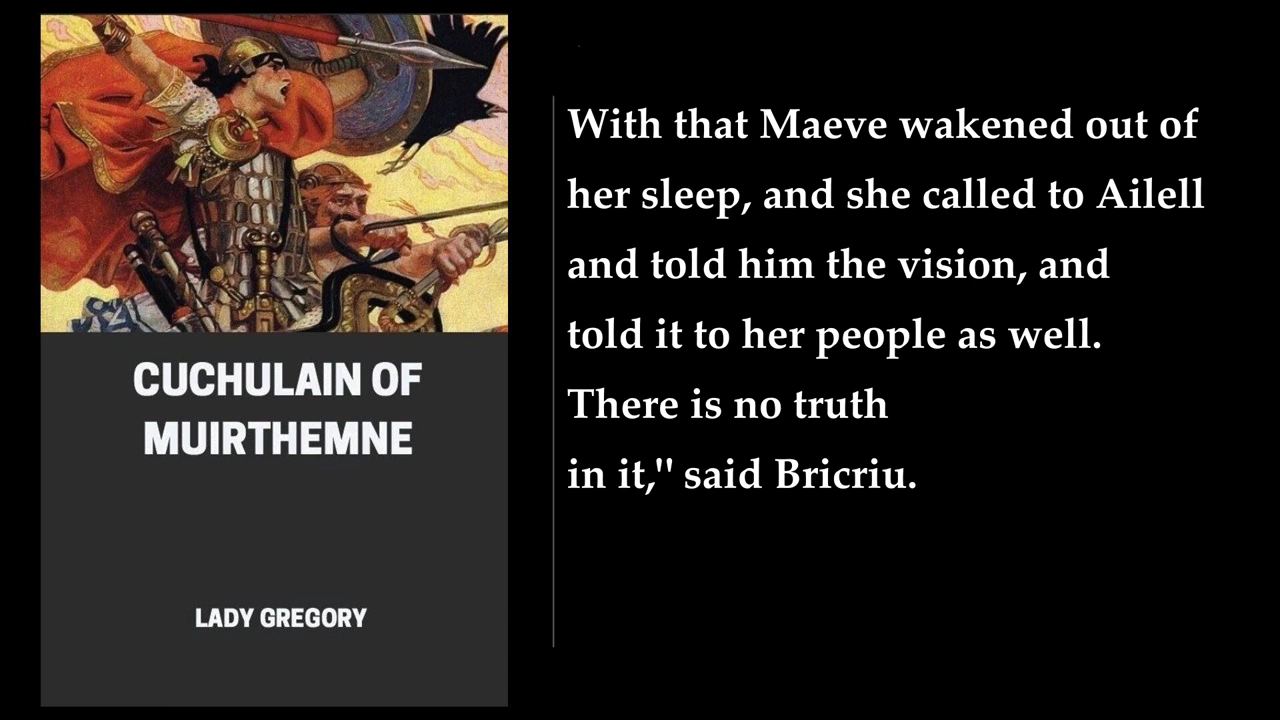 CUCHULAIN OF
MUIRTHEMNE
LADY GREGORY
With that Maeve wakened out of
her sleep, and she called to Ailell
and told him the vision, and
told it to her people as well.
There is no truth
in it," said Bricriu.